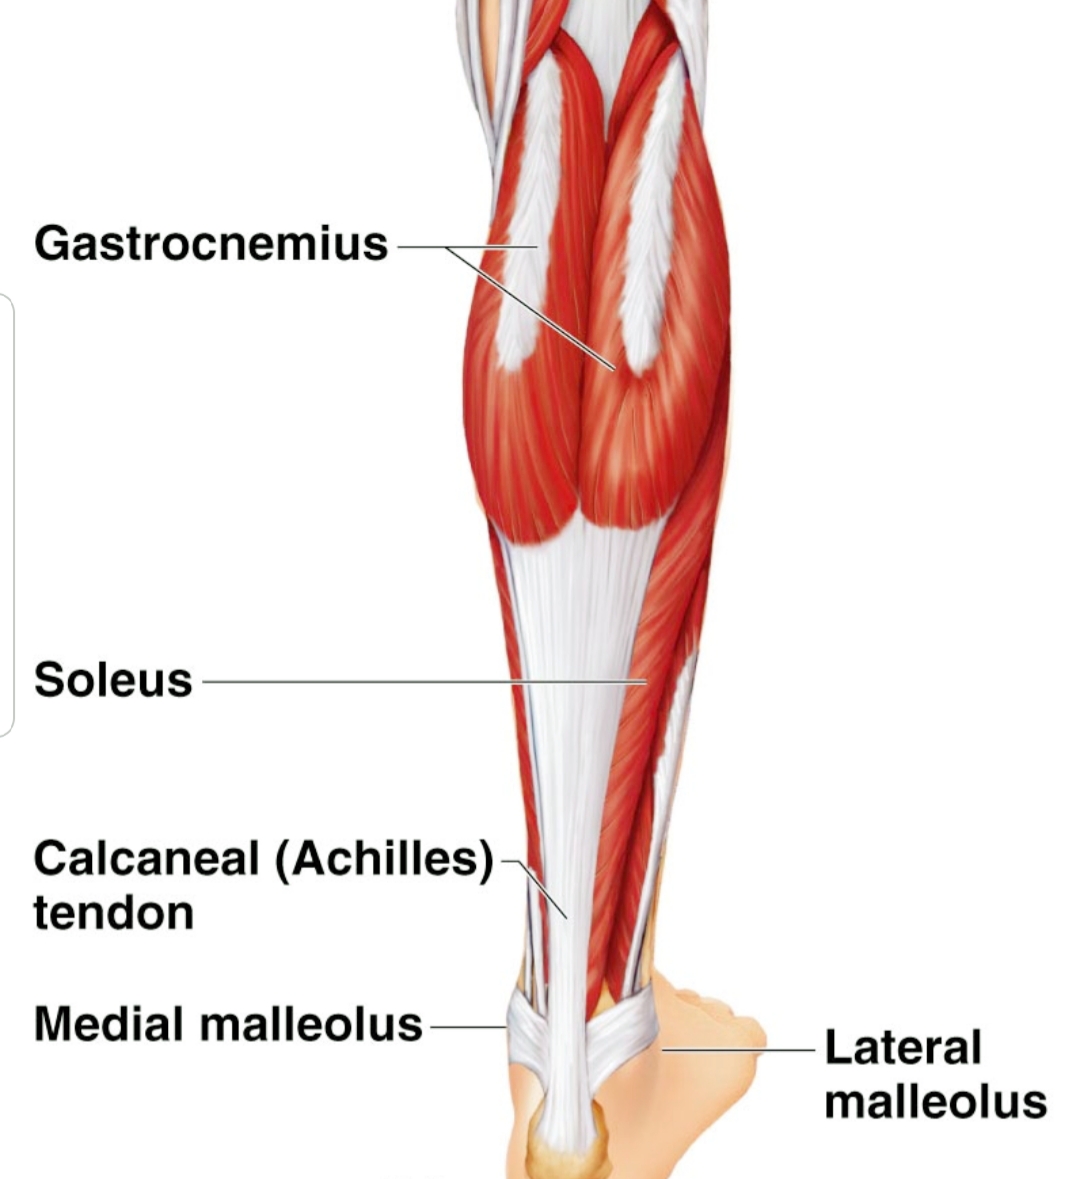 Gastrocnemius
Soleus
Calcaneal (Achilles)
tendon
Medial malleolus
Lateral
malleolus